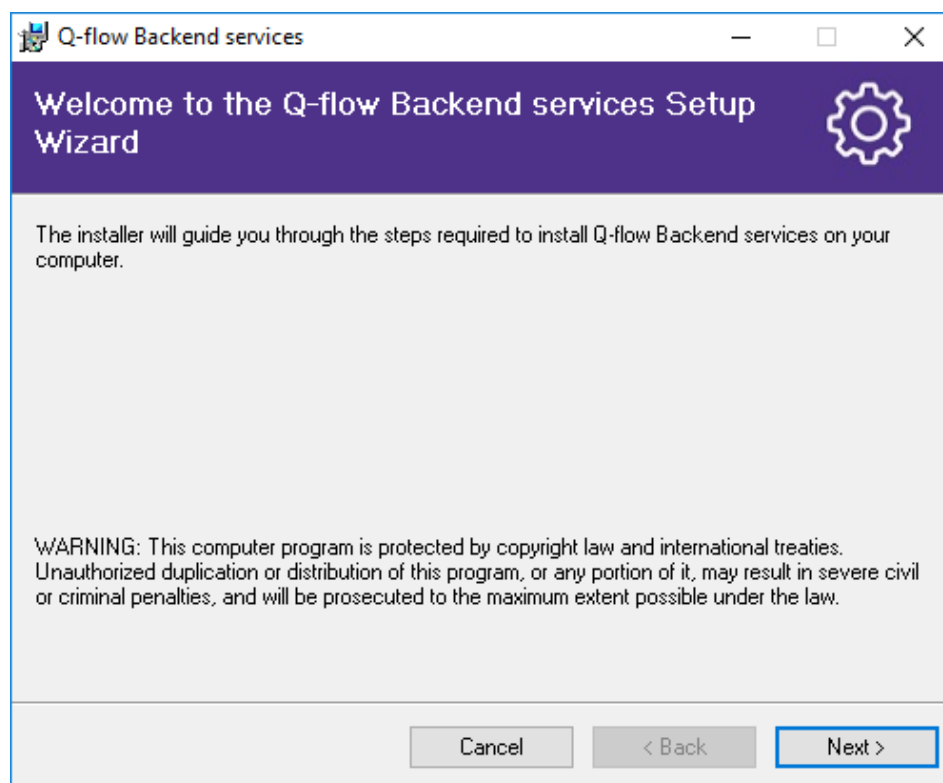 Q-flow Backend services
Welcome to the Q-flow Backend services Setup
Wizard
The installer will guide you through the steps required to install Q-flow Backend services on your
computer.
WARNING: This computer program is protected by copyright law and international treaties.
Unauthorized duplication or distribution of this program, or any portion of it, may result in severe civil
or criminal penalties, and will be prosecuted to the maximum extent possible under the law.
Cancel < Back Next >